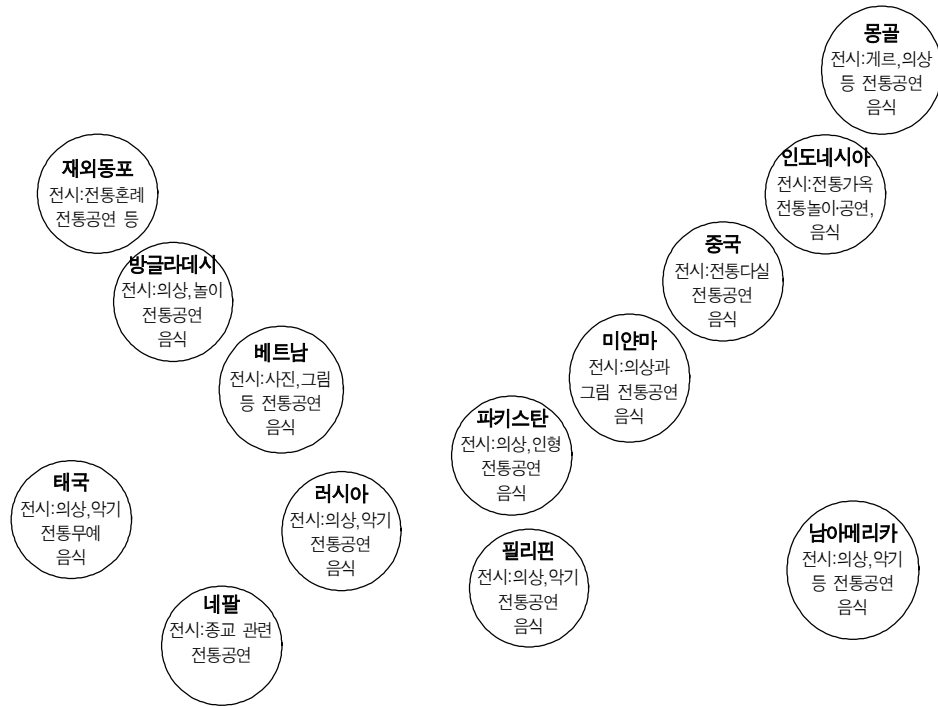 몽골
전시:게르,의상
등 전통공연
음식
재외동포
전시:전통혼례
전통공연 등
인도네시아
전시:전통가옥
전통놀이·공연,
음식
방글라데시
전시:의상,놀이
전통공연
음식
중국
전시:전통다실
전통공연
음식
베트남
전시:사진,그림
등 전통공연
음식
미얀마
전시:의상과
그림 전통공연
음식
파키스탄
전시:의상,인형
전통공연
음식
태국
전시:의상,악기
전통무예
음식
러시아
전시:의상,악기
전통공연
음식
필리핀
전시:의상,악기
전통공연
음식
남아메리카
전시:의상,악기
등 전통공연
음식
네팔
전시:종교 관련
전통공연